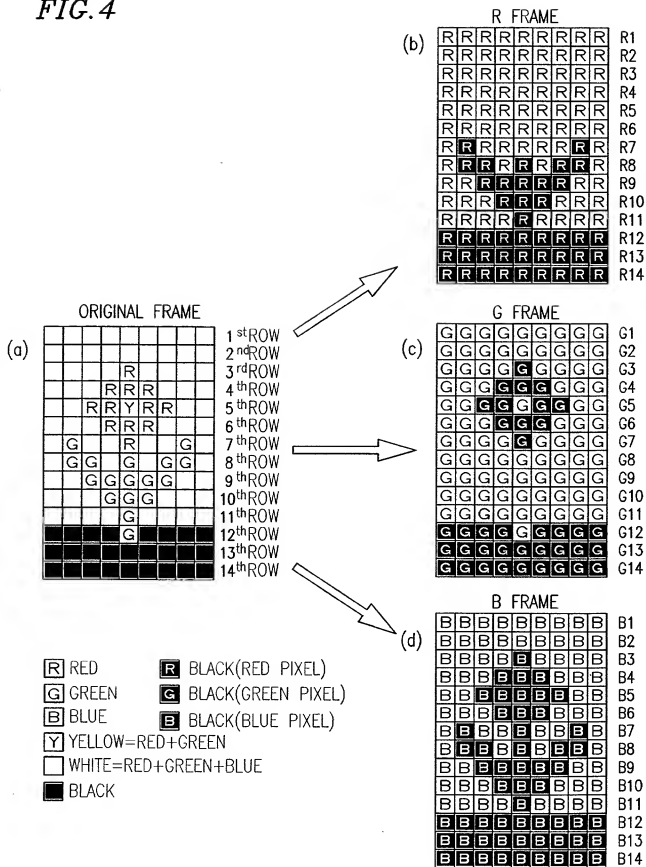 FIG.4
R FRAME
(b)
R R R R R R R R R R1
R R R R R R R R R R2
R R R R R R R R R R3
R R R R R R R R R R4
R R R R R R R R R R5
R R R R R R R R R R6
R R R R R R R R R R7
R R R R R R R R R R8
R R R R R R R R R R9
R R R R R R R R R R10
R R R R R R R R R R11
R R R R R R R R R R12
R R R R R R R R R R13
R R R R R R R R R R14
ORIGINAL FRAME
(a)
1st ROW
2nd ROW
R 3rd ROW
R R R 4th ROW
R R Y R R 5th ROW
R R R 6th ROW
G R G 7th ROW
G G G G G 8th ROW
G G G G G 9th ROW
G G G 10th ROW
G 11th ROW
G 12th ROW
13th ROW
14th ROW
G FRAME
(c)
G G G G G G G G G G1
G G G G G G G G G G2
G G G G G G G G G G3
G G G G G G G G G G4
G G G G G G G G G G5
G G G G G G G G G G6
G G G G G G G G G G7
G G G G G G G G G G8
G G G G G G G G G G9
G G G G G G G G G G10
G G G G G G G G G G11
G G G G G G G G G G12
G G G G G G G G G G13
G G G G G G G G G G14
B FRAME
(d)
B B B B B B B B B B1
B B B B B B B B B B2
B B B B B B B B B B3
B B B B B B B B B B4
B B B B B B B B B B5
B B B B B B B B B B6
B B B B B B B B B B7
B B B B B B B B B B8
B B B B B B B B B B9
B B B B B B B B B B10
B B B B B B B B B B11
B B B B B B B B B B12
B B B B B B B B B B13
B B B B B B B B B B14
R RED
G GREEN
B BLUE
R BLACK(RED PIXEL)
G BLACK(GREEN PIXEL)
B BLACK(BLUE PIXEL)
Y YELLOW=RED+GREEN
WHITE=RED+GREEN+BLUE
BLACK